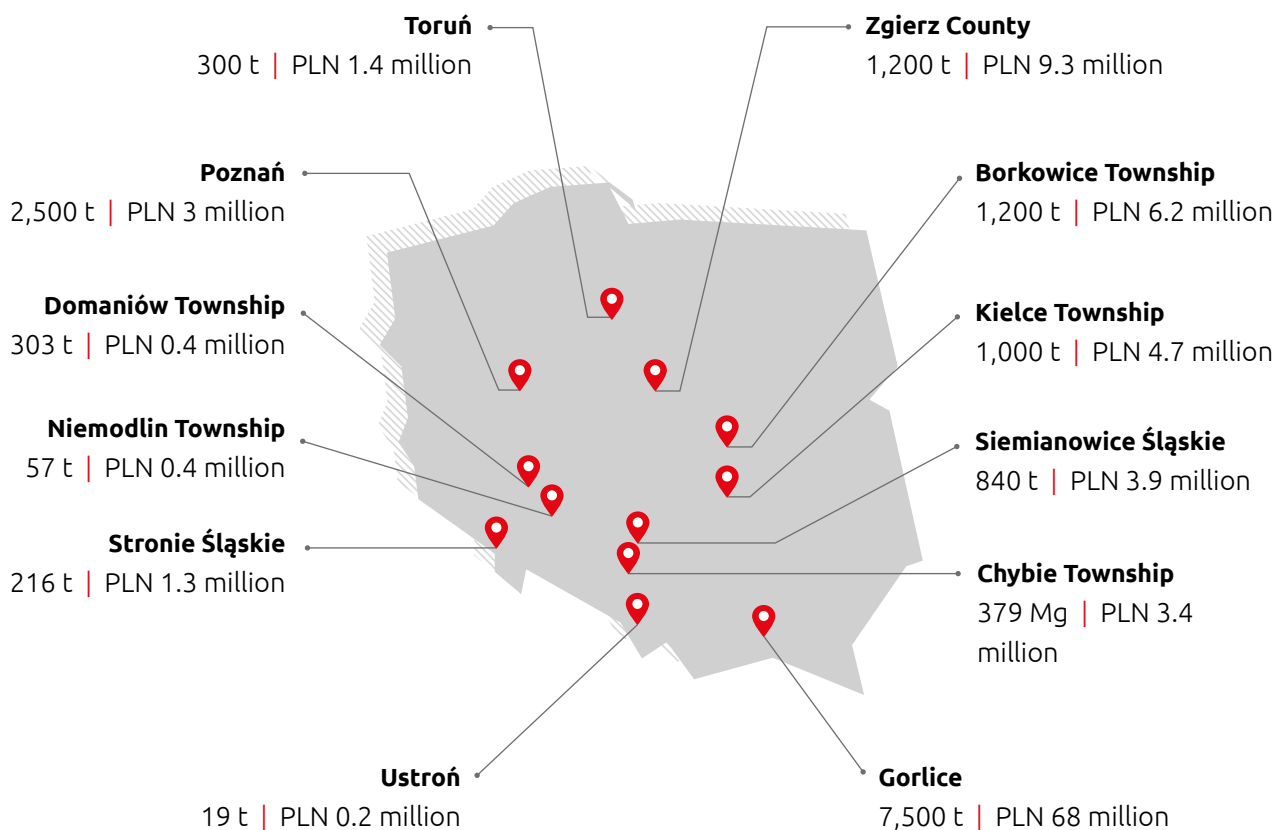 Toruń
300 t | PLN 1.4 million
Zgierz County
1,200 t | PLN 9.3 million
Poznań
2,500 t | PLN 3 million
Borkowice Township
1,200 t | PLN 6.2 million
Domaniów Township
303 t | PLN 0.4 million
Kielce Township
1,000 t | PLN 4.7 million
Niemodlin Township
57 t | PLN 0.4 million
Siemianowice Śląskie
840 t | PLN 3.9 million
Stronie Śląskie
216 t | PLN 1.3 million
Chybie Township
379 Mg | PLN 3.4
million
Ustroń
19 t | PLN 0.2 million
Gorlice
7,500 t | PLN 68 million